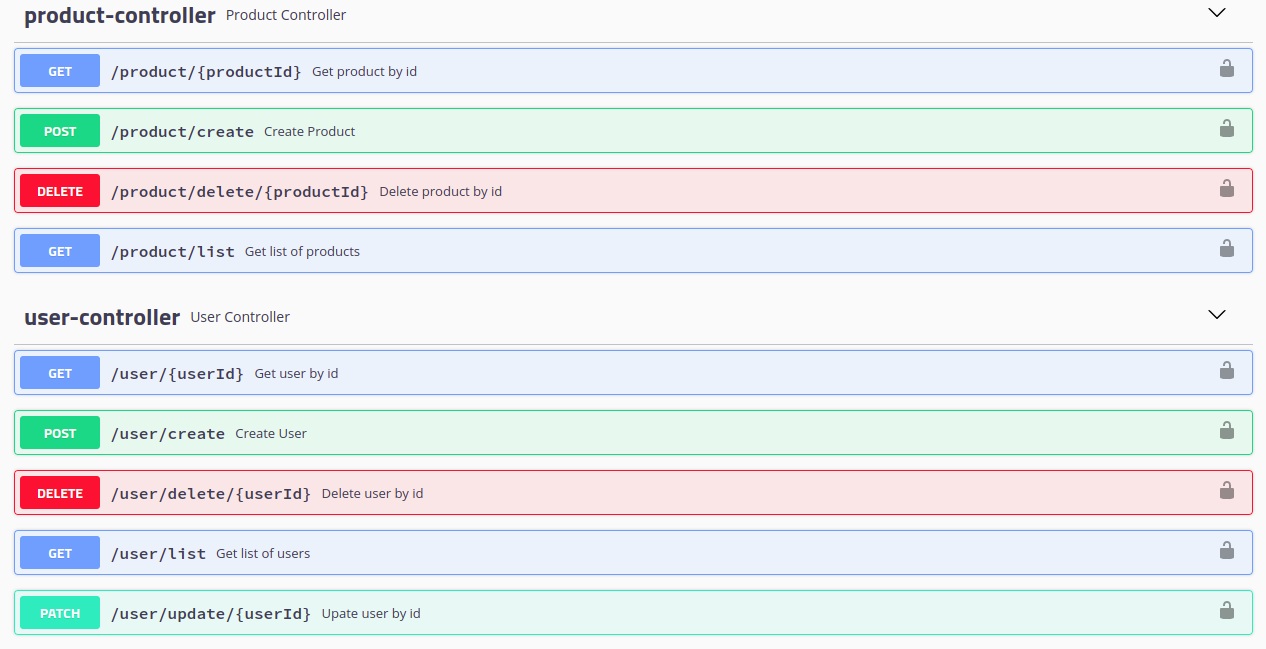 product-controller Product Controller
GET /product/{productId} Get product by id
POST /product/create Create Product
DELETE /product/delete/{productId} Delete product by id
GET /product/list Get list of products
user-controller User Controller
GET /user/{userId} Get user by id
POST /user/create Create User
DELETE /user/delete/{userId} Delete user by id
GET /user/list Get list of users
PATCH /user/update/{userId} Upate user by id